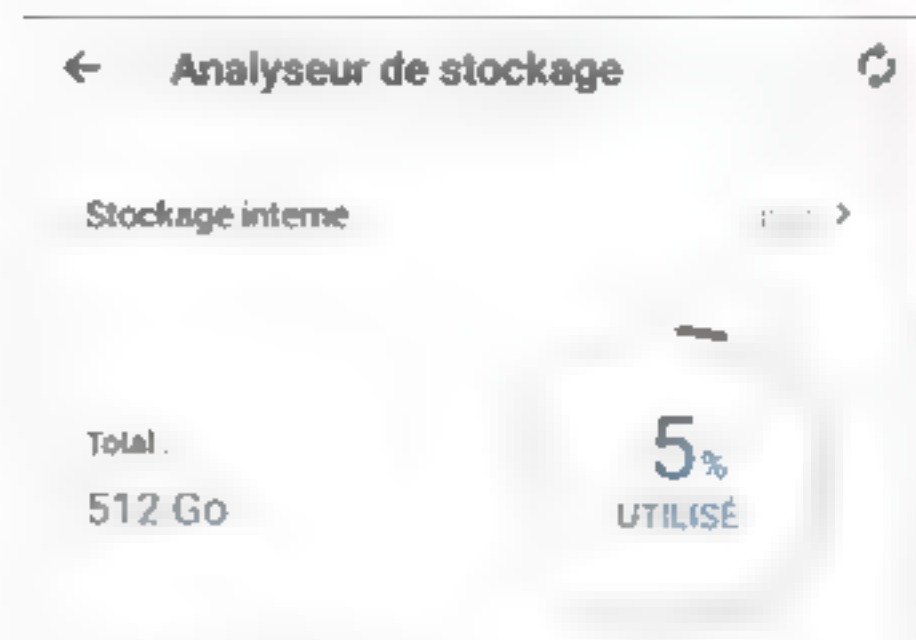 Analyseur de stockage
Stockage interne
Total
512 Go
5%
UTILISÉ